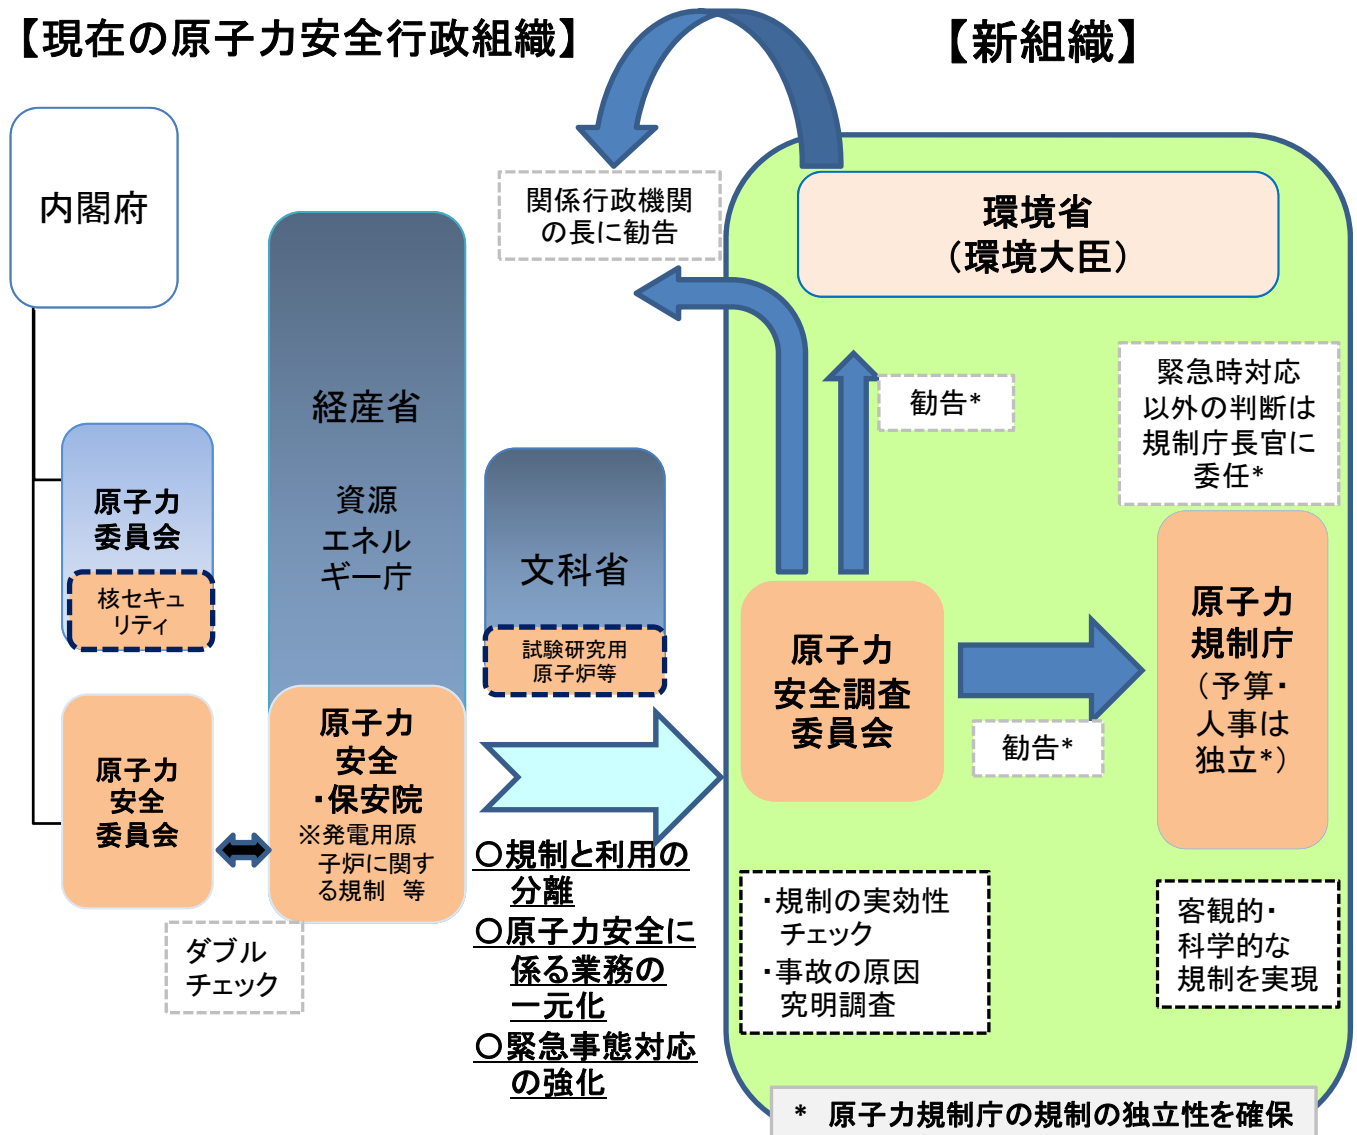 【現在の原子力安全行政組織】
【新組織】
内閣府
原子力
委員会
核セキュ
リティ
原子力
安全
委員会
経産省
資源
エネル
ギー庁
原子力
安全
・保安院
※発電用原
子炉に関す
る規制　等
ダブル
チェック
文科省
試験研究用
原子炉等
○規制と利用の
分離
○原子力安全に
係る業務の
一元化
○緊急事態対応
の強化
関係行政機関
の長に勧告
環境省
（環境大臣）
勧告*
緊急時対応
以外の判断は
規制庁長官に
委任*
原子力
安全調査
委員会
勧告*
原子力
規制庁
（予算・
人事は
独立*）
・規制の実効性
チェック
・事故の原因
究明調査
客観的・
科学的な
規制を実現
* 原子力規制庁の規制の独立性を確保